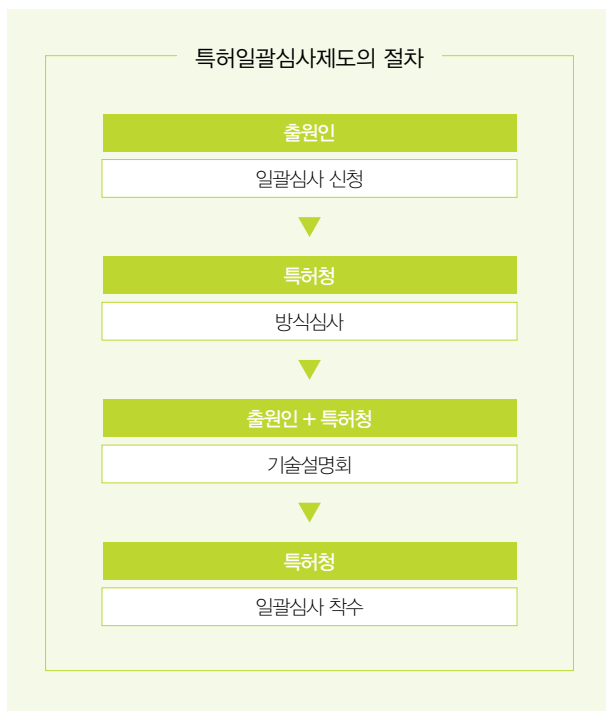 특허일괄심사제도의 절차
출원인
일괄심사 신청
특허청
방식심사
출원인 + 특허청
기술설명회
특허청
일괄심사 착수